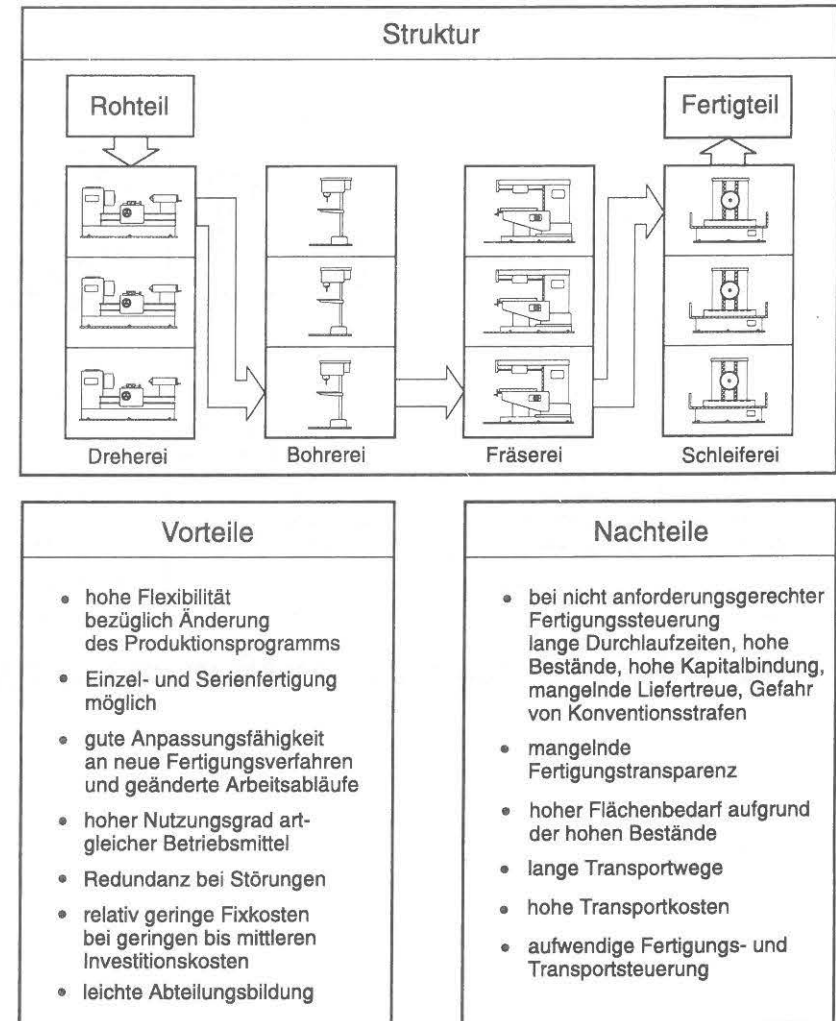 Struktur
Rohteil
Fertigteil
Dreherei
Bohrerei
Fräserei
Schleiferei
Vorteile
• hohe Flexibilität
bezüglich Änderung
des Produktionsprogramms
• Einzel- und Serienfertigung
möglich
• gute Anpassungsfähigkeit
an neue Fertigungsverfahren
und geänderte Arbeitsabläufe
• hoher Nutzungsgrad art-
gleicher Betriebsmittel
• Redundanz bei Störungen
• relativ geringe Fixkosten
bei geringen bis mittleren
Investitionskosten
• leichte Abteilungsbildung
Nachteile
• bei nicht anforderungsgerechter
Fertigungssteuerung
lange Durchlaufzeiten, hohe
Bestände, hohe Kapitalbindung,
mangelnde Liefertreue, Gefahr
von Konventionsstrafen
• mangelnde
Fertigungstransparenz
• hoher Flächenbedarf aufgrund
der hohen Bestände
• lange Transportwege
• hohe Transportkosten
• aufwendige Fertigungs- und
Transportsteuerung